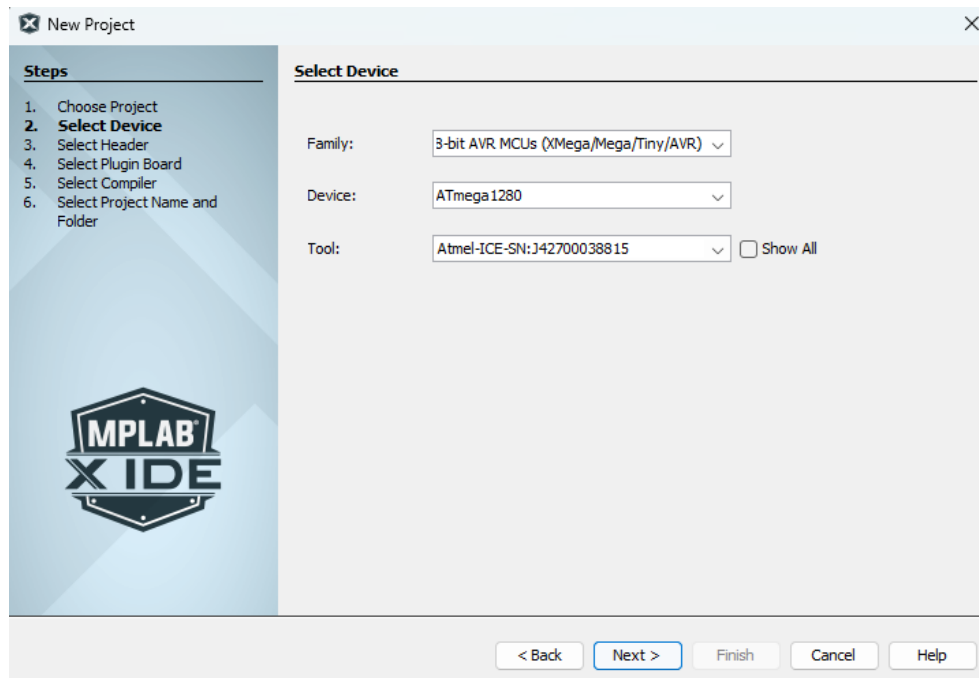 New Project
Steps
1. Choose Project
2. Select Device
3. Select Header
4. Select Plugin Board
5. Select Compiler
6. Select Project Name and
Folder
MPLAB
X IDE
Select Device
Family: 8-bit AVR MCUs (XMega/Mega/Tiny/AVR)
Device: ATmega1280
Tool: Atmel-ICE-SN:J42700038815 Show All
< Back Next > Finish Cancel Help